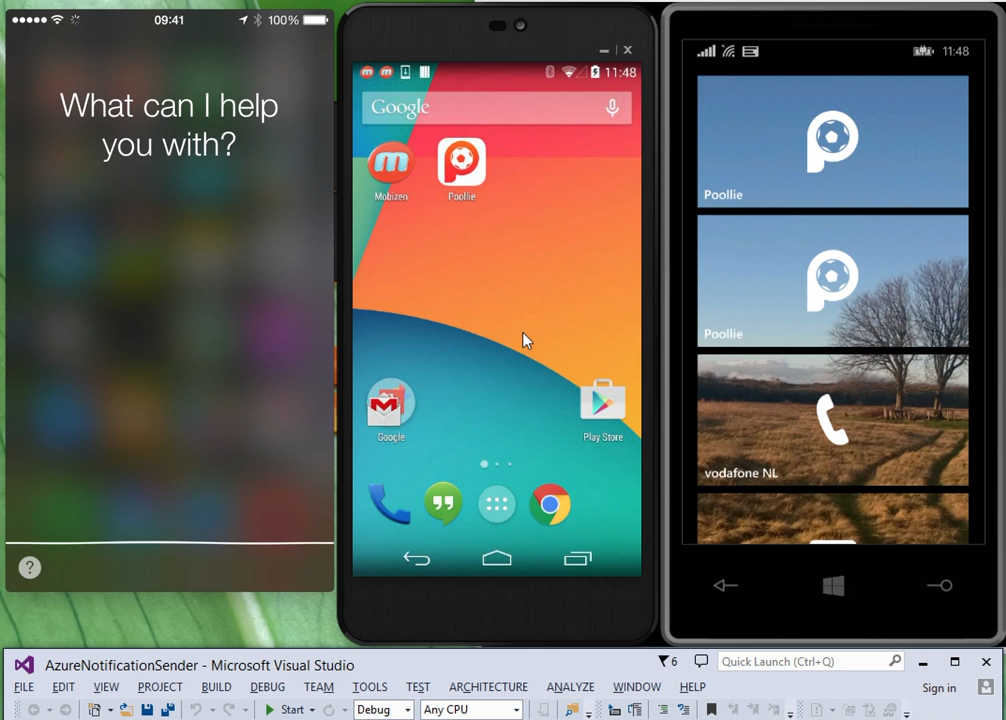 09:41
100%
What can I help
you with?
11:48
Google
Mobizen
Poollie
Google
Play Store
11:48
Poollie
Poollie
vodafone NL
AzureNotificationSender - Microsoft Visual Studio
6
Quick Launch (Ctrl+Q)
FILE EDIT VIEW PROJECT BUILD DEBUG TEAM TOOLS TEST ARCHITECTURE ANALYZE WINDOW HELP
Sign in
Start Debug Any CPU